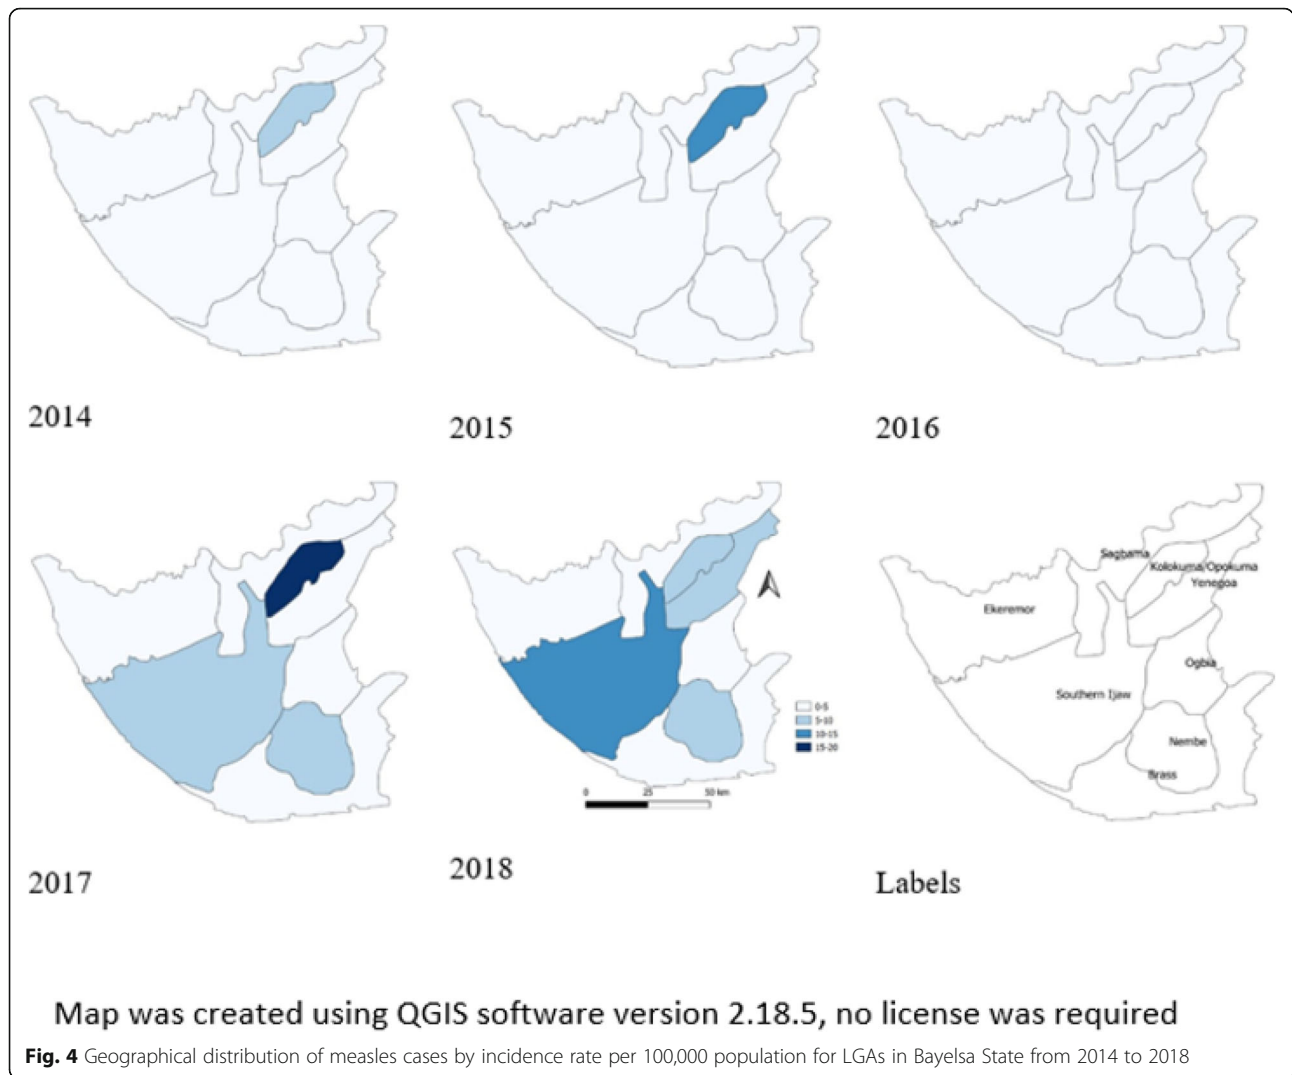 2014
2015
2016
Sagbama
Kolokuma/Opokuma
Yenegoa
Ekeremor
Ogbia
Southern Ijaw
Nembe
Brass
0-5
5-10
10-15
15-20
0 25 50 km
2017
2018
Labels
Map was created using QGIS software version 2.18.5, no license was required
Fig. 4 Geographical distribution of measles cases by incidence rate per 100,000 population for LGAs in Bayelsa State from 2014 to 2018